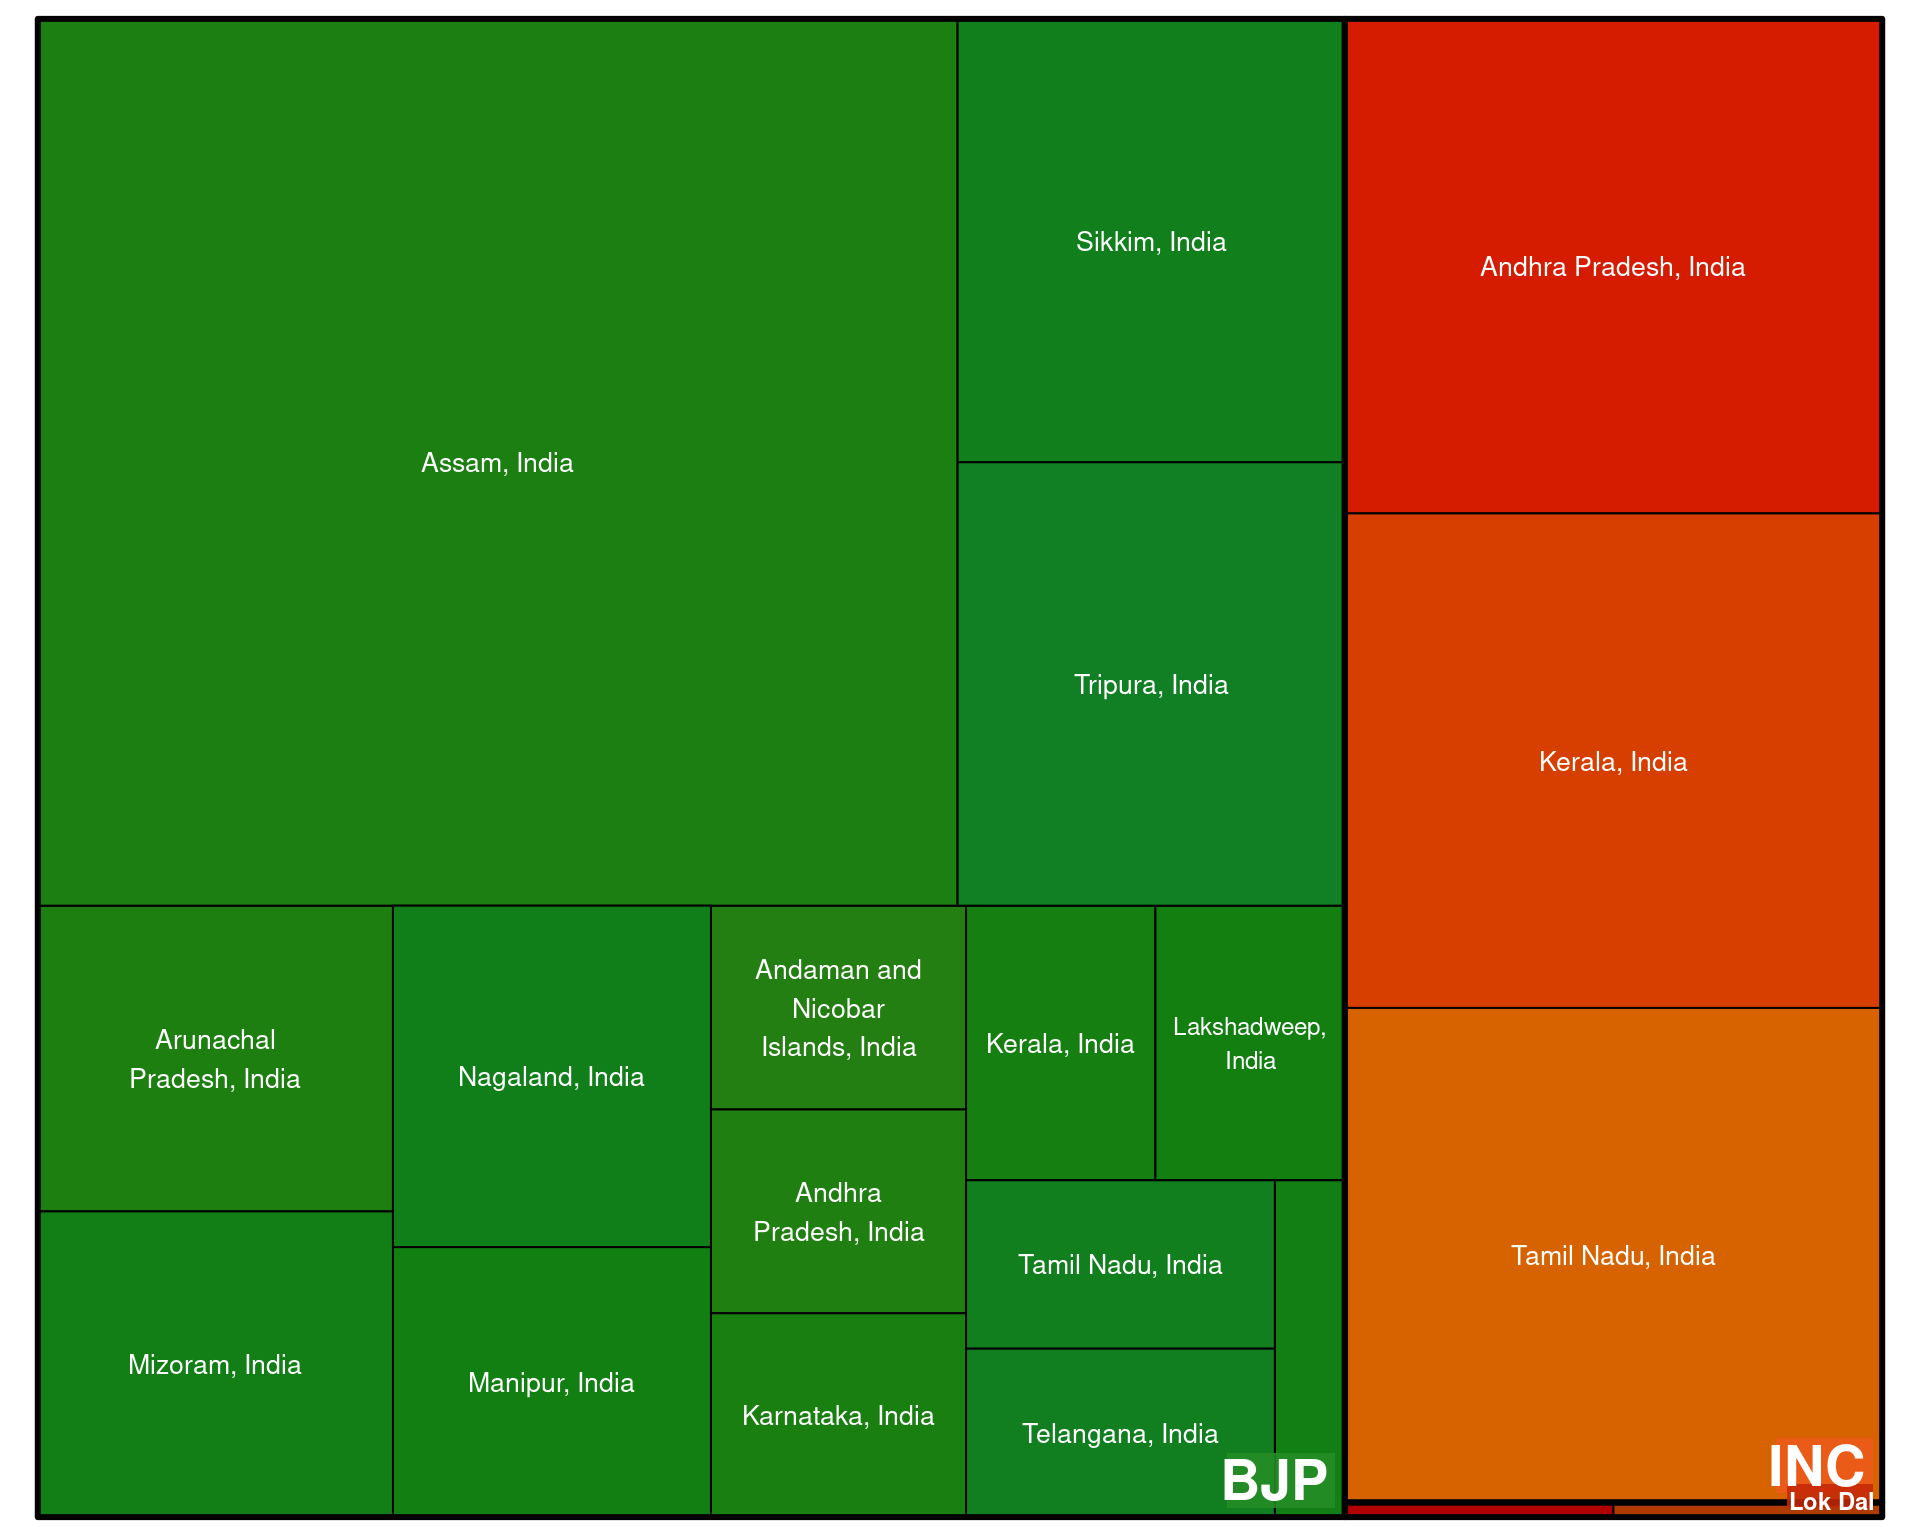 Assam, India
Sikkim, India
Tripura, India
Arunachal
Pradesh, India
Mizoram, India
Nagaland, India
Manipur, India
Andaman and
Nicobar
Islands, India
Andhra
Pradesh, India
Karnataka, India
Kerala, India
Lakshadweep,
India
Tamil Nadu, India
Telangana, India
BJP
Andhra Pradesh, India
Kerala, India
Tamil Nadu, India
INC
Lok Dal